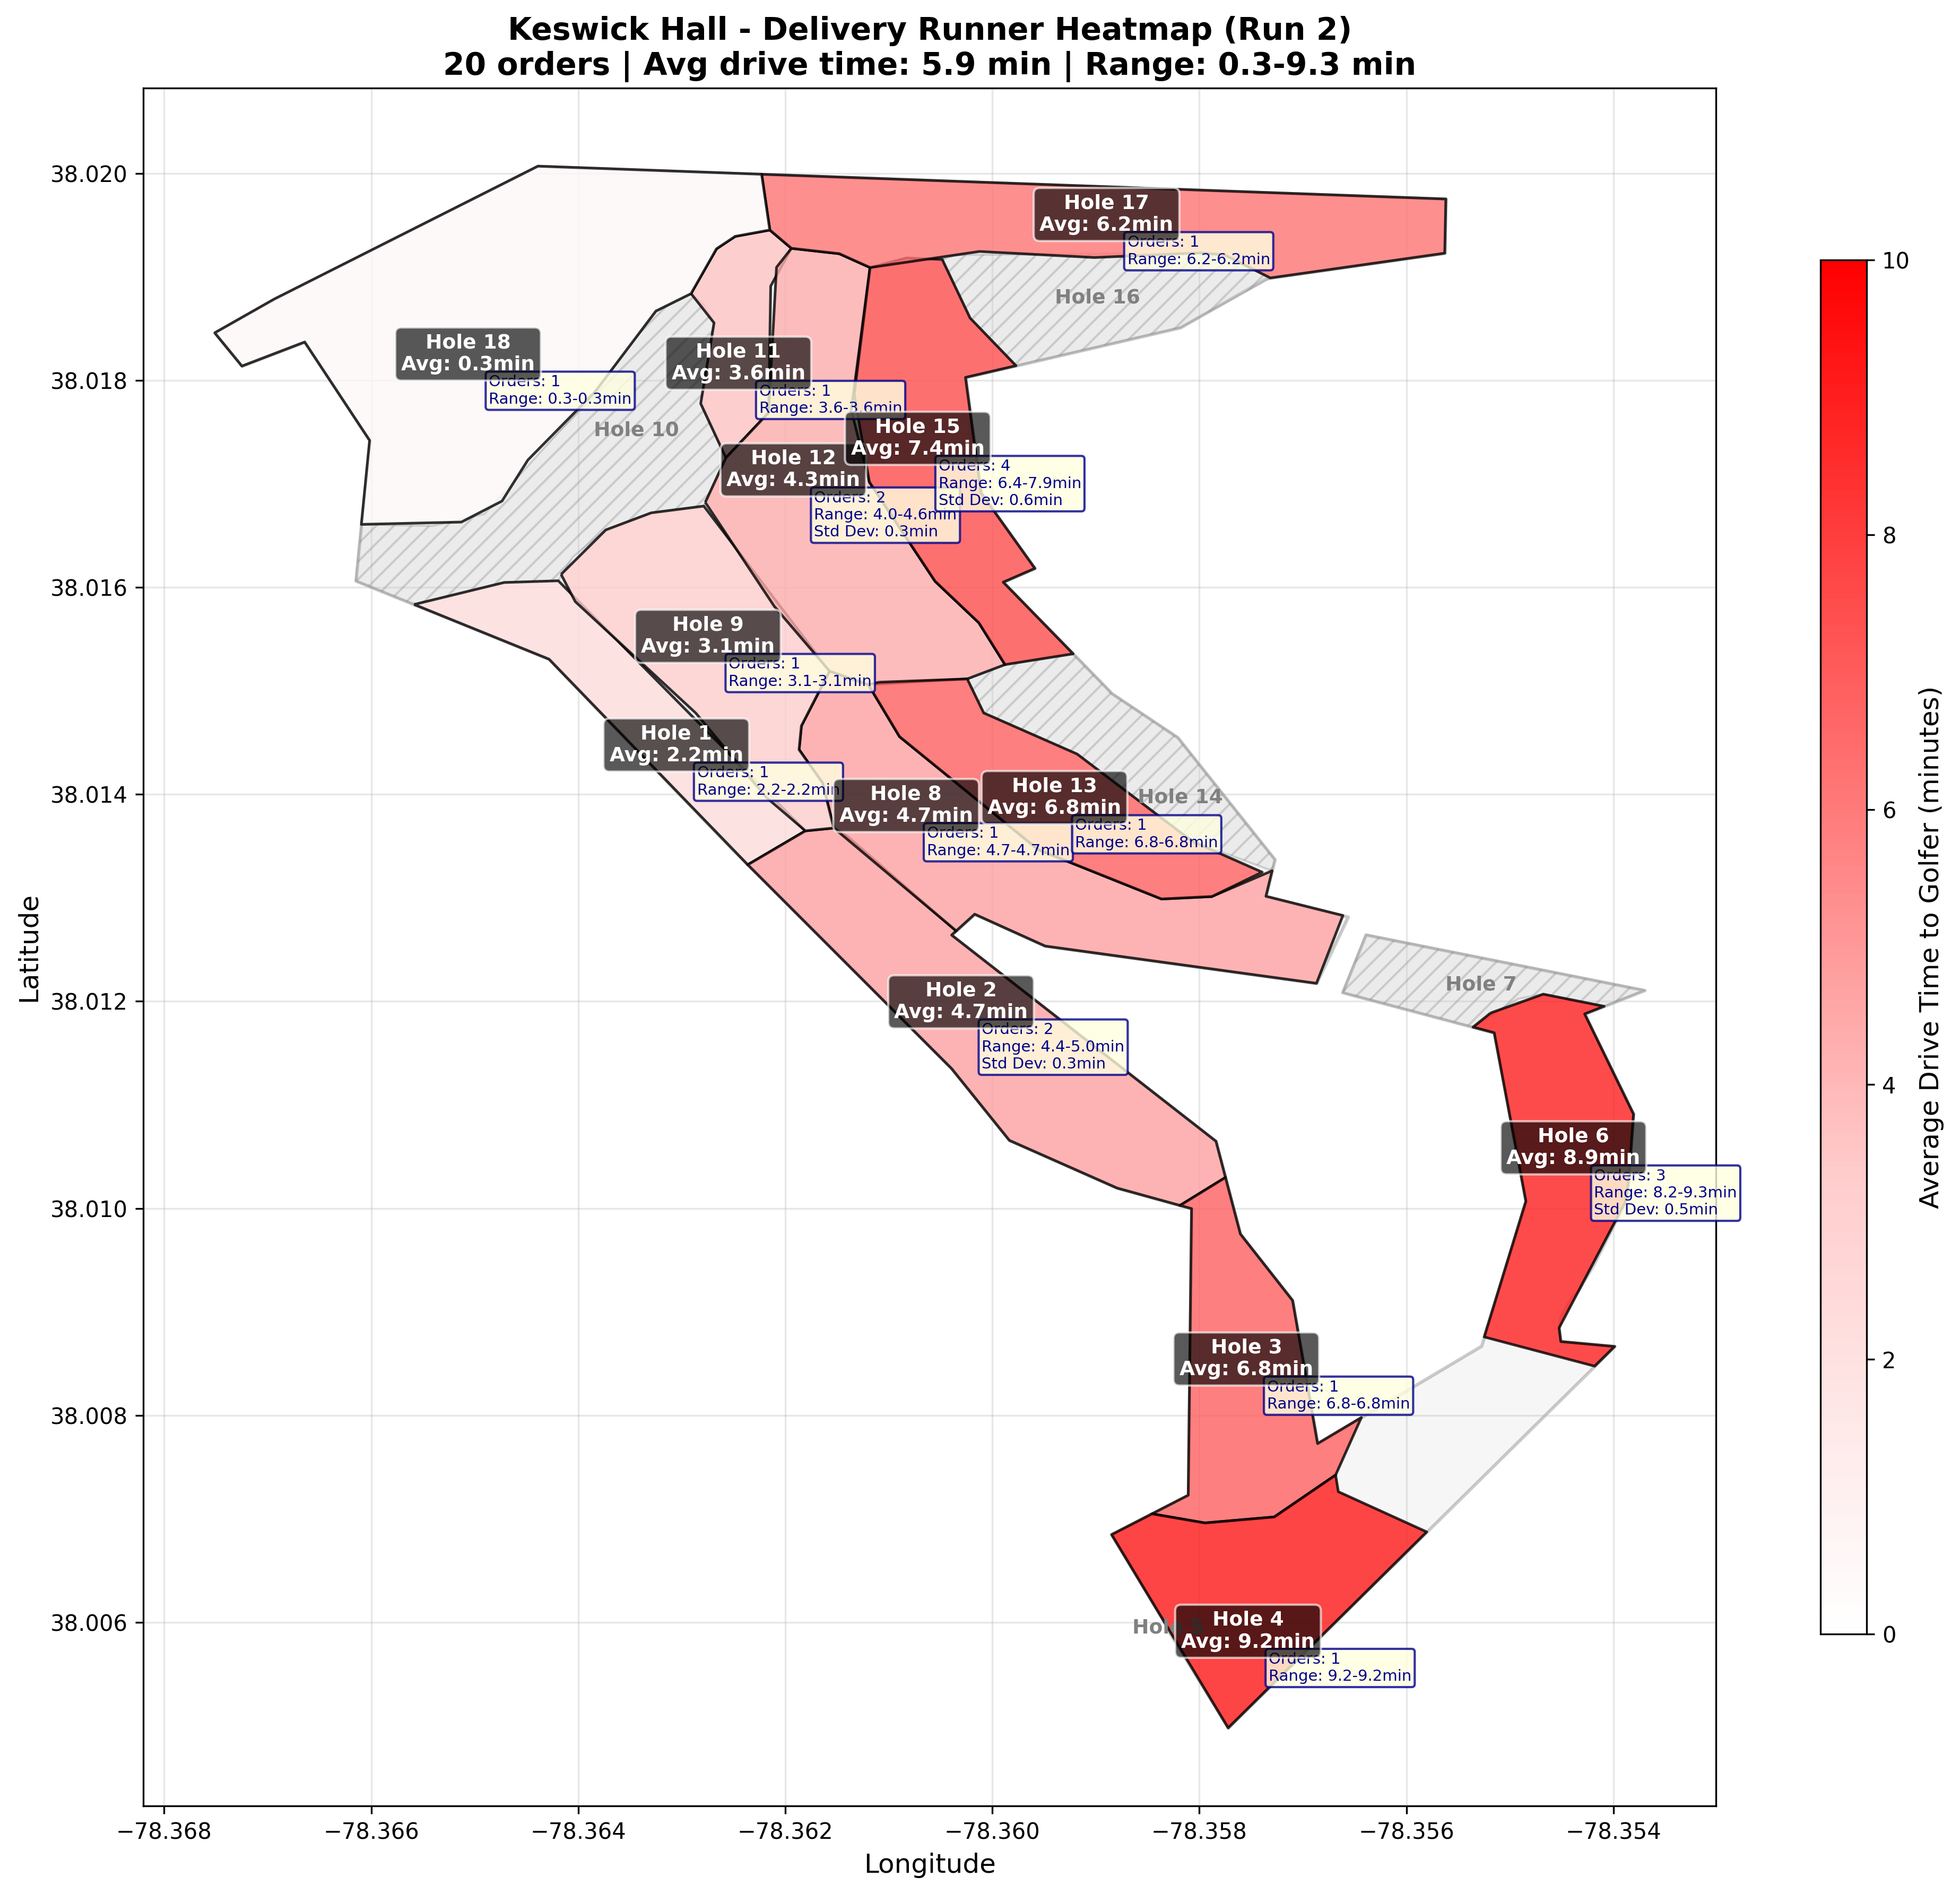 Keswick Hall - Delivery Runner Heatmap (Run 2)
20 orders | Avg drive time: 5.9 min | Range: 0.3-9.3 min
Latitude
38.020
38.018
38.016
38.014
38.012
38.010
38.008
38.006
Hole 17
Avg: 6.2min
Orders: 1
Range: 6.2-6.2min
Hole 16
Hole 18
Avg: 0.3min
Orders: 1
Range: 0.3-0.3min
Hole 11
Avg: 3.6min
Orders: 1
Range: 3.6-3.6min
Hole 10
Hole 15
Avg: 7.4min
Orders: 4
Range: 6.4-7.9min
Std Dev: 0.6min
Hole 12
Avg: 4.3min
Orders: 2
Range: 4.0-4.6min
Std Dev: 0.3min
Hole 9
Avg: 3.1min
Orders: 1
Range: 3.1-3.1min
Hole 1
Avg: 2.2min
Orders: 1
Range: 2.2-2.2min
Hole 8
Avg: 4.7min
Orders: 1
Range: 4.7-4.7min
Hole 13
Avg: 6.8min
Orders: 1
Range: 6.8-6.8min
Hole 14
Hole 7
Hole 2
Avg: 4.7min
Orders: 2
Range: 4.4-5.0min
Std Dev: 0.3min
Hole 6
Avg: 8.9min
Orders: 3
Range: 8.2-9.3min
Std Dev: 0.5min
Hole 3
Avg: 6.8min
Orders: 1
Range: 6.8-6.8min
Hole 4
Avg: 9.2min
Orders: 1
Range: 9.2-9.2min
−78.368
−78.366
−78.364
−78.362
−78.360
−78.358
−78.356
−78.354
Longitude
10
8
6
4
2
0
Average Drive Time to Golfer (minutes)